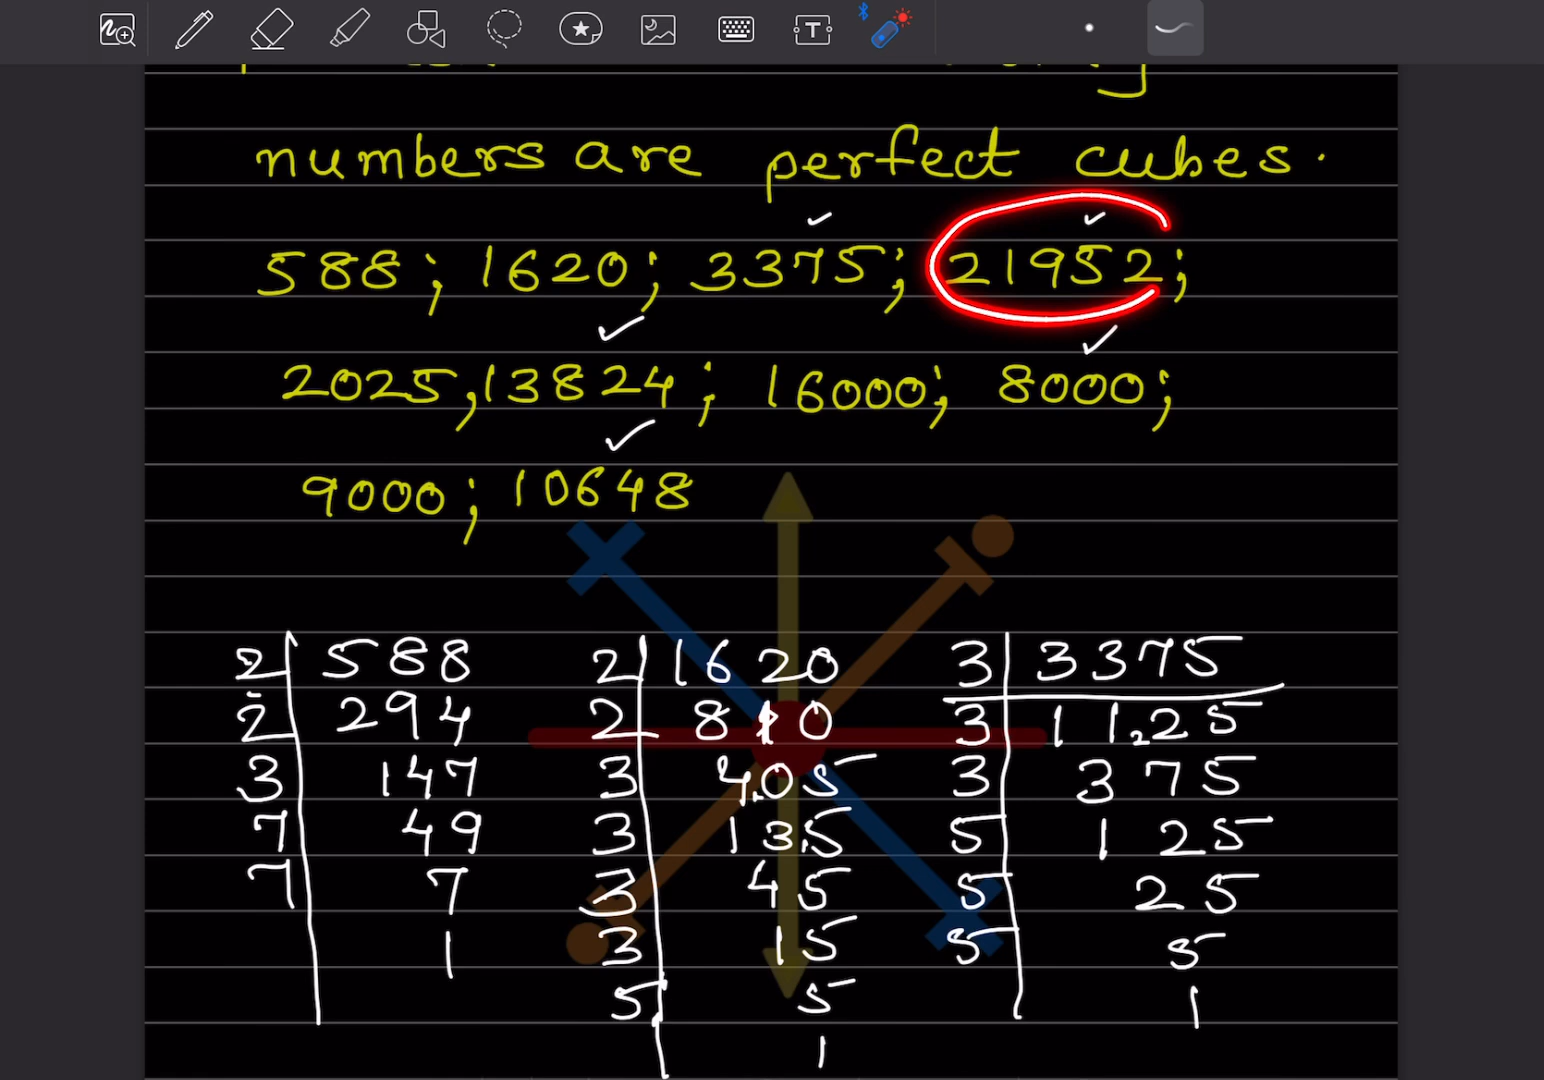 numbers are perfect cubes.
588; 1620; 3375; 21952;
2025, 13824; 16000; 8000;
9000; 10648
2 588 2 1620 3 3375
2 294 2 810 3 1125
3 147 3 405 3 375
7 49 3 135 5 125
7 7 3 45 5 25
1 3 15 5 5
5 5 1
1